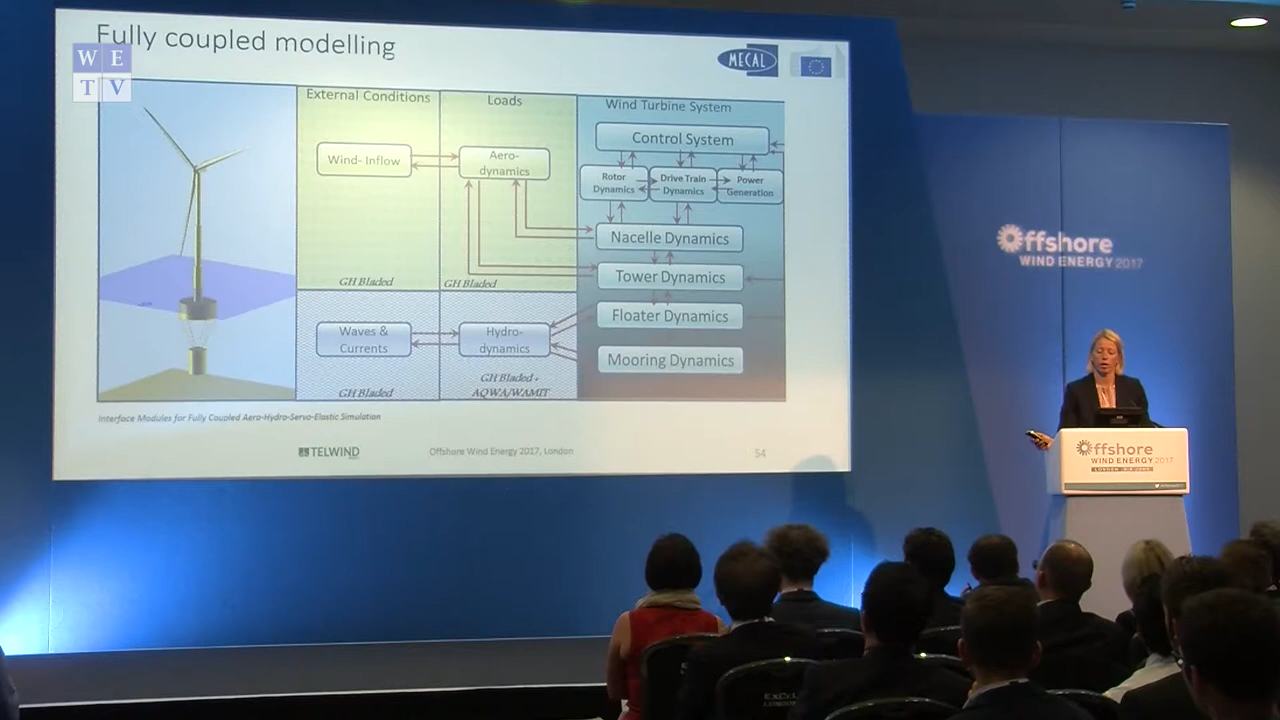 Fully coupled modelling
W E
T V
MECAL
External Conditions
Loads
Wind Turbine System
Control System
Wind- Inflow
Aero-
dynamics
Rotor
Dynamics
Drive Train
Dynamics
Power
Generation
Nacelle Dynamics
Tower Dynamics
GH Bladed
GH Bladed
Floater Dynamics
Waves &
Currents
Hydro-
dynamics
Mooring Dynamics
GH Bladed
GH Bladed +
AQWA/WAMIT
Interface Modules for Fully Coupled Aero-Hydro-Servo-Elastic Simulation
TELWIND
Offshore Wind Energy 2017, London
54
Offshore
WIND ENERGY 2017
Offshore
WIND ENERGY 2017
EXCEL
LONDON